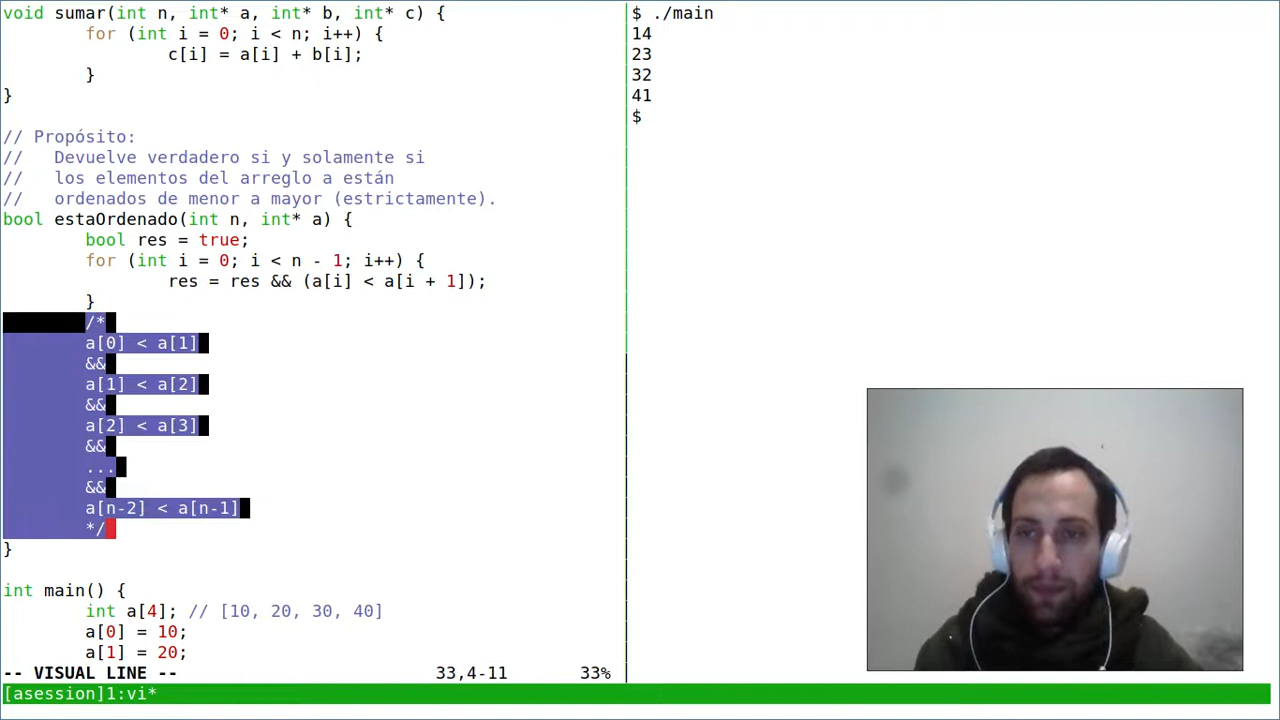 void sumar(int n, int* a, int* b, int* c) {
for (int i = 0; i < n; i++) {
c[i] = a[i] + b[i];
}
}
// Propósito:
//   Devuelve verdadero si y solamente si
//   los elementos del arreglo a están
//   ordenados de menor a mayor (estrictamente).
bool estaOrdenado(int n, int* a) {
bool res = true;
for (int i = 0; i < n - 1; i++) {
res = res && (a[i] < a[i + 1]);
}
/*
a[0] < a[1]
&&
a[1] < a[2]
&&
a[2] < a[3]
&&
...
&&
a[n-2] < a[n-1]
*/
}
int main() {
int a[4]; // [10, 20, 30, 40]
a[0] = 10;
a[1] = 20;
-- VISUAL LINE -- 33,4-11 33%
[asession]1:vi*
$ ./main
14
23
32
41
$